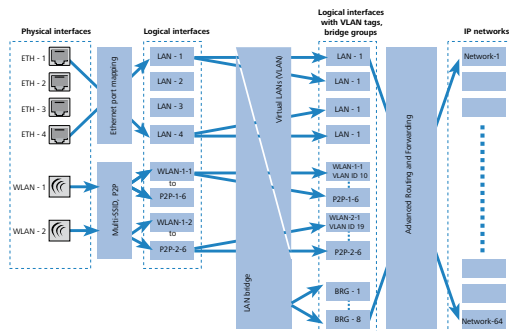 Logical interfaces
with VLAN tags,
bridge groups
Physical interfaces
Logical interfaces
IP networks
ETH - 1
ETH - 2
ETH - 3
ETH - 4
WLAN - 1
WLAN - 2
Ethernet port mapping
Multi-SSID, P2P
LAN - 1
LAN - 2
LAN - 3
LAN - 4
WLAN-1-1
to
P2P-1-6
WLAN-1-2
to
P2P-2-6
Virtual LANs (VLAN)
LAN bridge
LAN - 1
LAN - 1
LAN - 1
LAN - 1
WLAN-1-1
VLAN ID 10
P2P-1-6
WLAN-2-1
VLAN ID 19
P2P-2-6
BRG - 1
BRG - 8
Advanced Routing and Forwarding
Network-1
Network-64